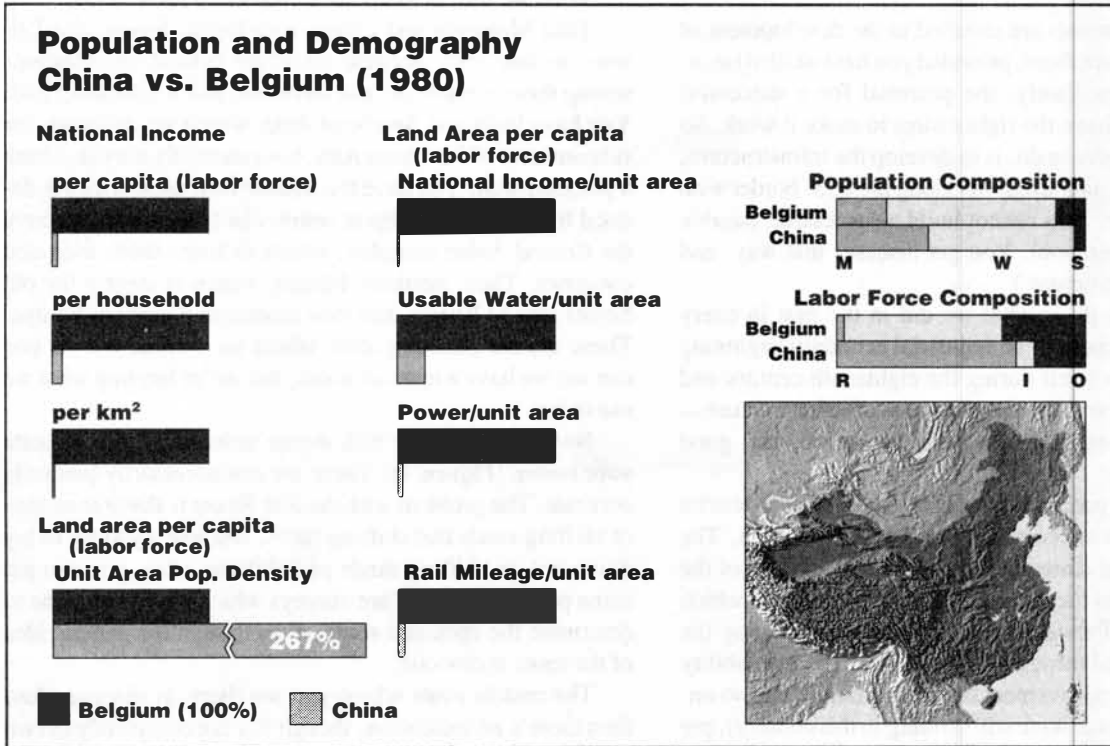 Population and Demography
China vs. Belgium (1980)
National Income
per capita (labor force)
per household
per km²
Land area per capita
(labor force)
Unit Area Pop. Density
267%
Land Area per capita
(labor force)
National Income/unit area
Usable Water/unit area
Power/unit area
Rail Mileage/unit area
Population Composition
Belgium
China
M W S
Labor Force Composition
Belgium
China
R I O
Belgium (100%) China